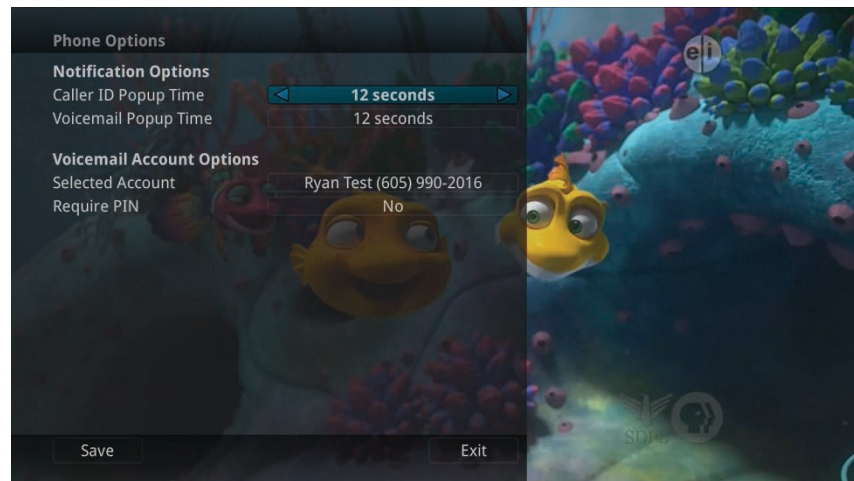 Phone Options
Notification Options
Caller ID Popup Time 12 seconds
Voicemail Popup Time 12 seconds
Voicemail Account Options
Selected Account Ryan Test (605) 990-2016
Require PIN No
Save Exit
e/i